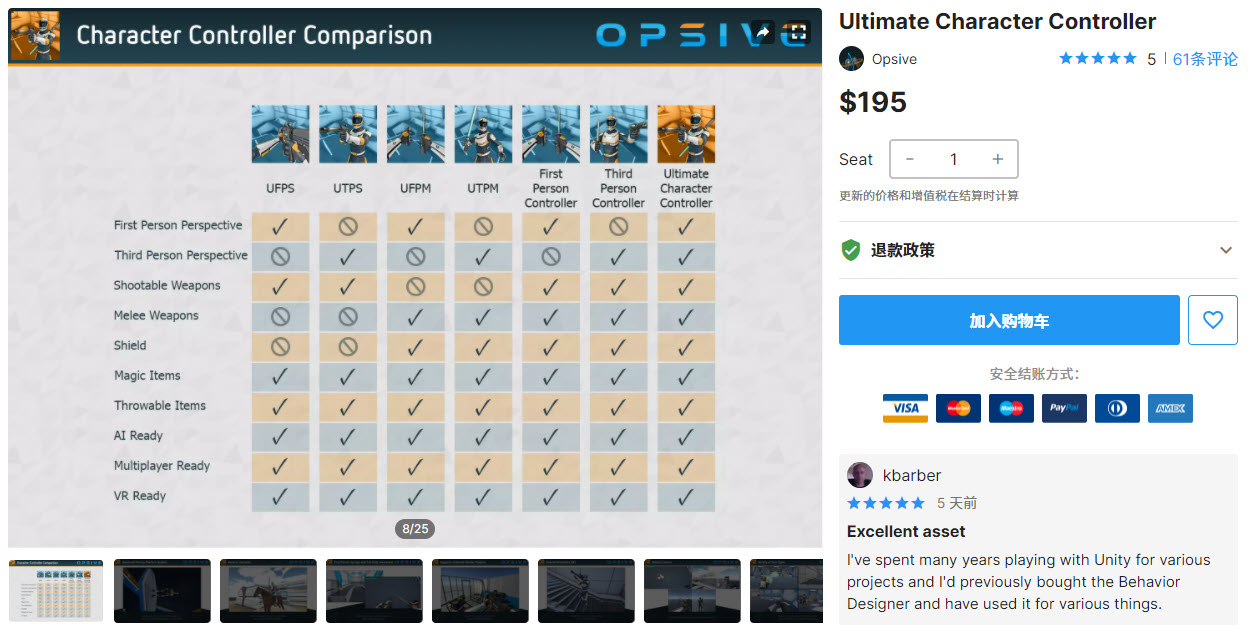 Character Controller Comparison
OPSIVE
UFPS
UTPS
UFPM
UTPM
First
Person
Controller
Third
Person
Controller
Ultimate
Character
Controller
First Person Perspective
Third Person Perspective
Shootable Weapons
Melee Weapons
Shield
Magic Items
Throwable Items
AI Ready
Multiplayer Ready
VR Ready
8/25
Ultimate Character Controller
Opsive
5
61条评论
$195
Seat
- 1 +
更新的价格和增值税在结算时计算
退款政策
加入购物车
安全结账方式:
VISA
MasterCard
Maestro
PayPal
AMEX
kbarber
5 天前
Excellent asset
I've spent many years playing with Unity for various
projects and I'd previously bought the Behavior
Designer and have used it for various things.